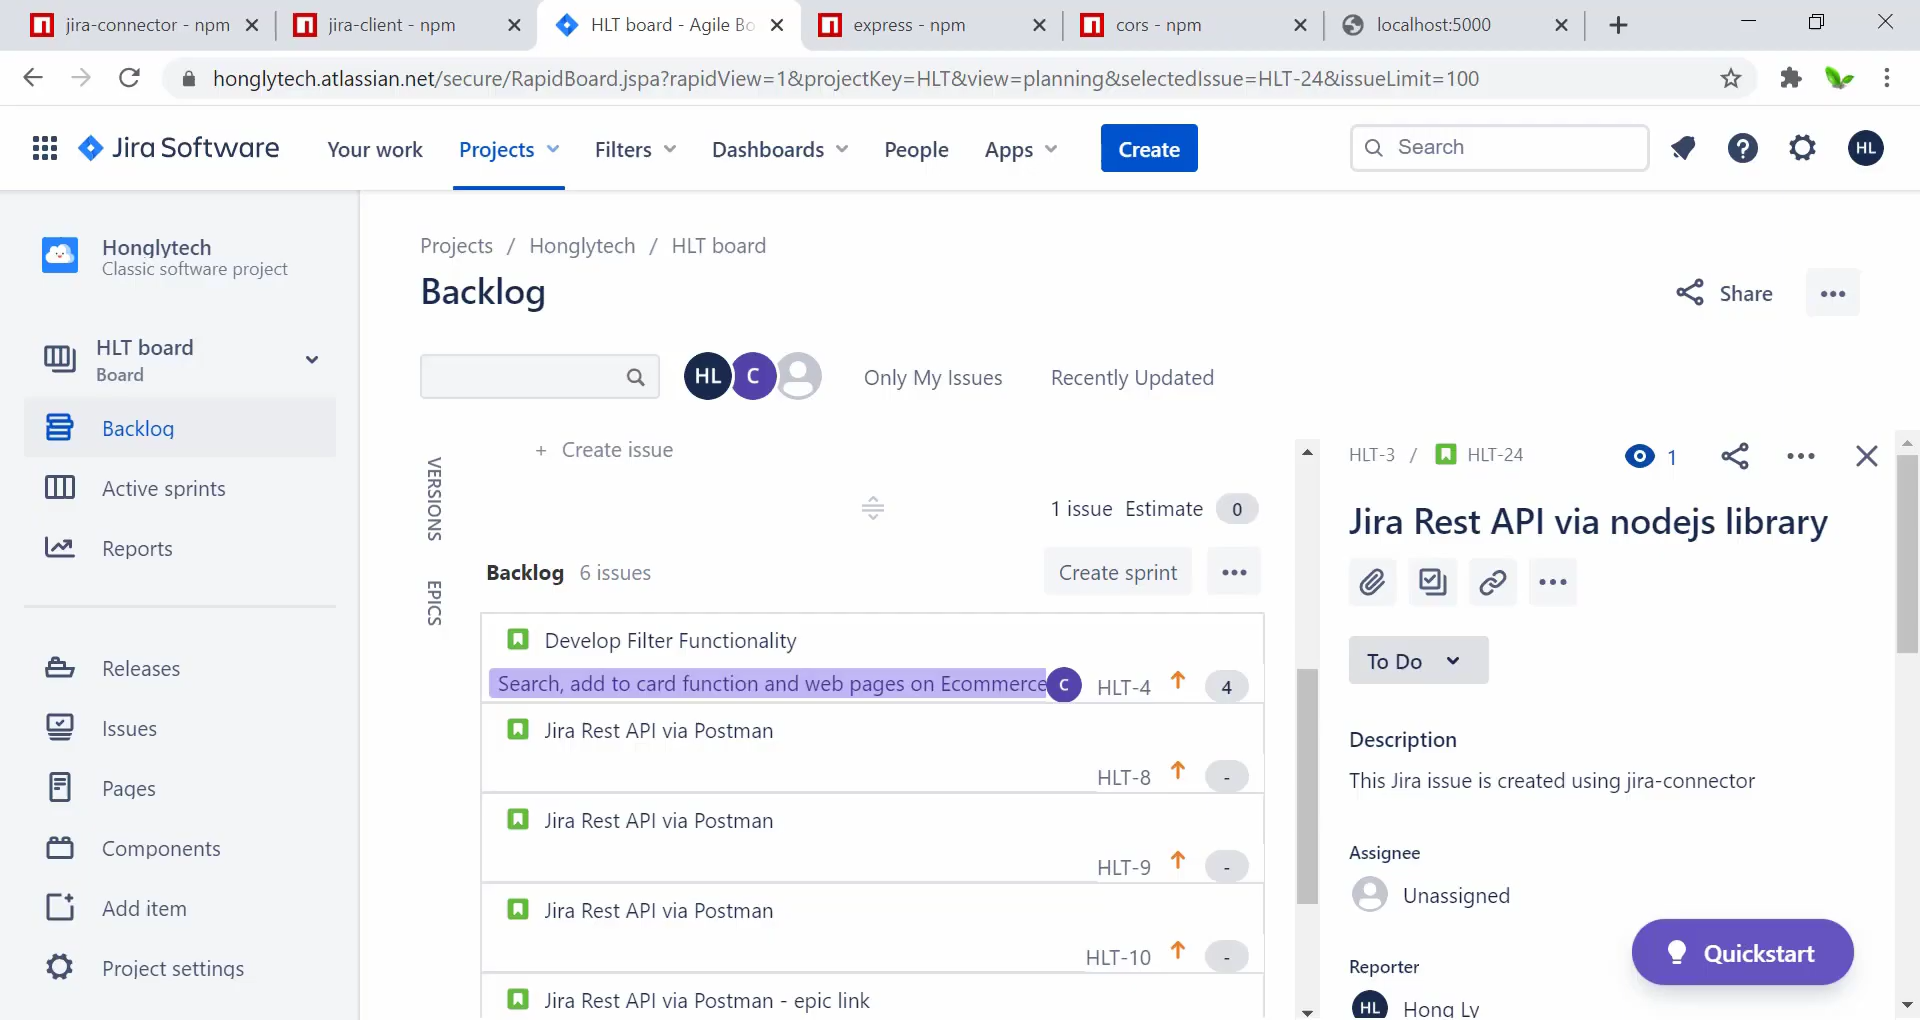 jira-connector - npm
jira-client - npm
HLT board - Agile Bo
express - npm
cors - npm
localhost:5000
honglytech.atlassian.net/secure/RapidBoard.jspa?rapidView=1&projectKey=HLT&view=planning&selectedIssue=HLT-24&issueLimit=100
Jira Software
Your work
Projects
Filters
Dashboards
People
Apps
Create
Search
HL
Honglytech
Classic software project
HLT board
Board
Backlog
Active sprints
Reports
Releases
Issues
Pages
Components
Add item
Project settings
Projects / Honglytech / HLT board
Backlog
Share
HL
C
Only My Issues
Recently Updated
VERSIONS
EPICS
+ Create issue
1 issue Estimate 0
Backlog 6 issues
Create sprint
Develop Filter Functionality
Search, add to card function and web pages on Ecommerce
C
HLT-4
4
Jira Rest API via Postman
HLT-8
-
Jira Rest API via Postman
HLT-9
-
Jira Rest API via Postman
HLT-10
-
Jira Rest API via Postman - epic link
HLT-3 / HLT-24
1
Jira Rest API via nodejs library
To Do
Description
This Jira issue is created using jira-connector
Assignee
Unassigned
Reporter
HL
Hong Ly
Quickstart